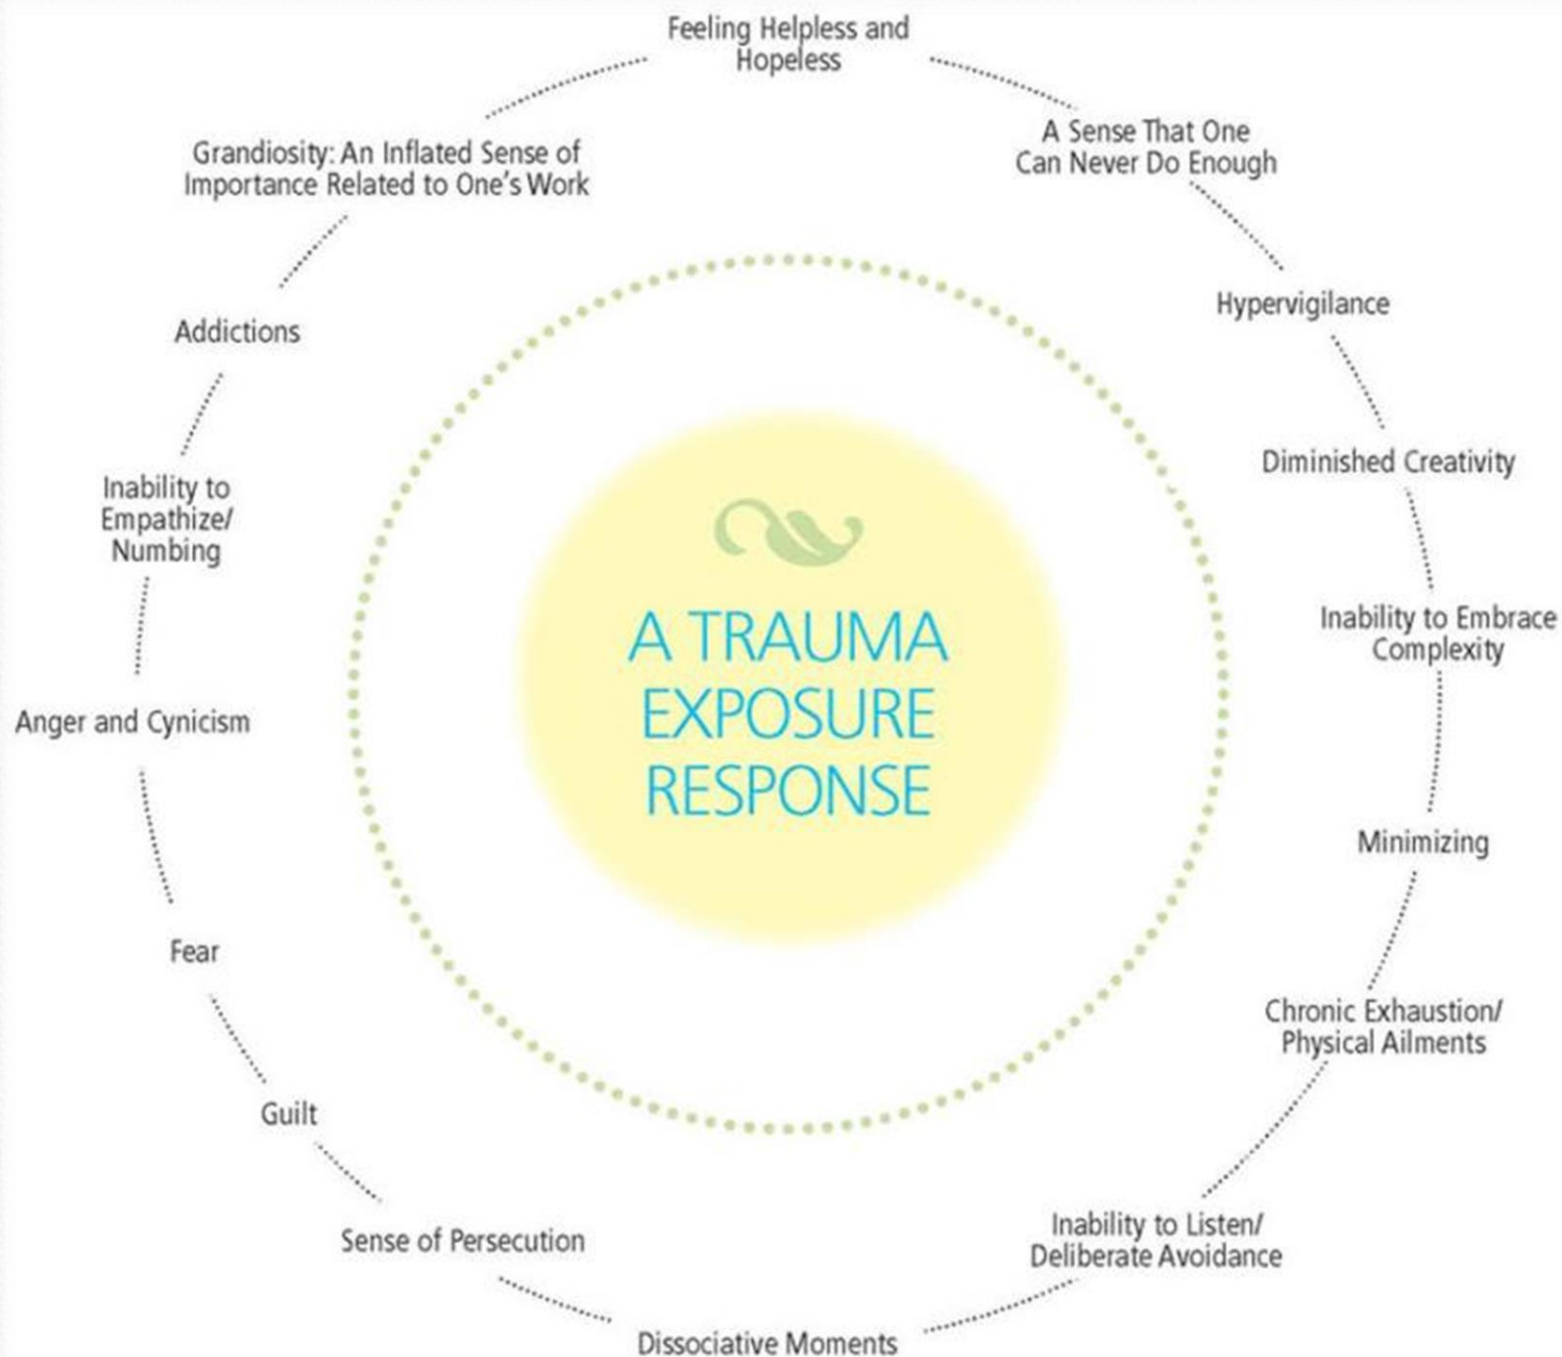 Feeling Helpless and
Hopeless
A Sense That One
Can Never Do Enough
Hypervigilance
Diminished Creativity
Inability to Embrace
Complexity
Minimizing
Chronic Exhaustion/
Physical Ailments
Inability to Listen/
Deliberate Avoidance
Dissociative Moments
Sense of Persecution
Guilt
Fear
Anger and Cynicism
Inability to
Empathize/
Numbing
Addictions
Grandiosity: An Inflated Sense of
Importance Related to One's Work
A TRAUMA
EXPOSURE
RESPONSE